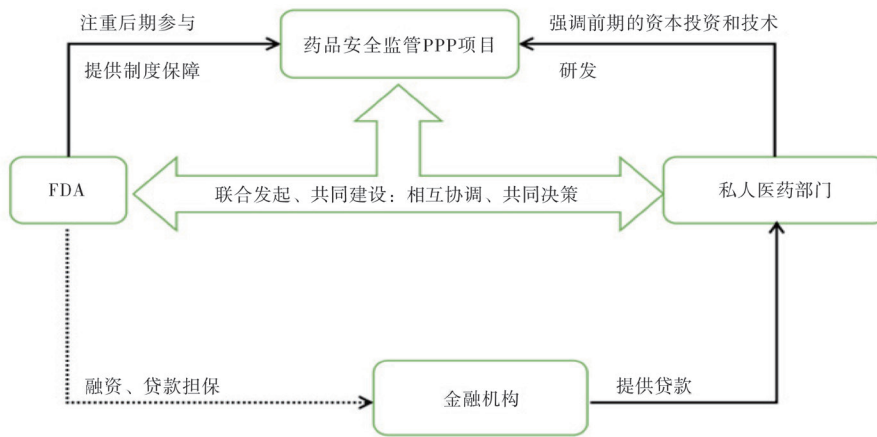 注重后期参与
药品安全监管PPP项目
强调前期的资本投资和技术
提供制度保障
研发
FDA
联合发起、共同建设；相互协调、共同决策
私人医药部门
融资、贷款担保
金融机构
提供贷款